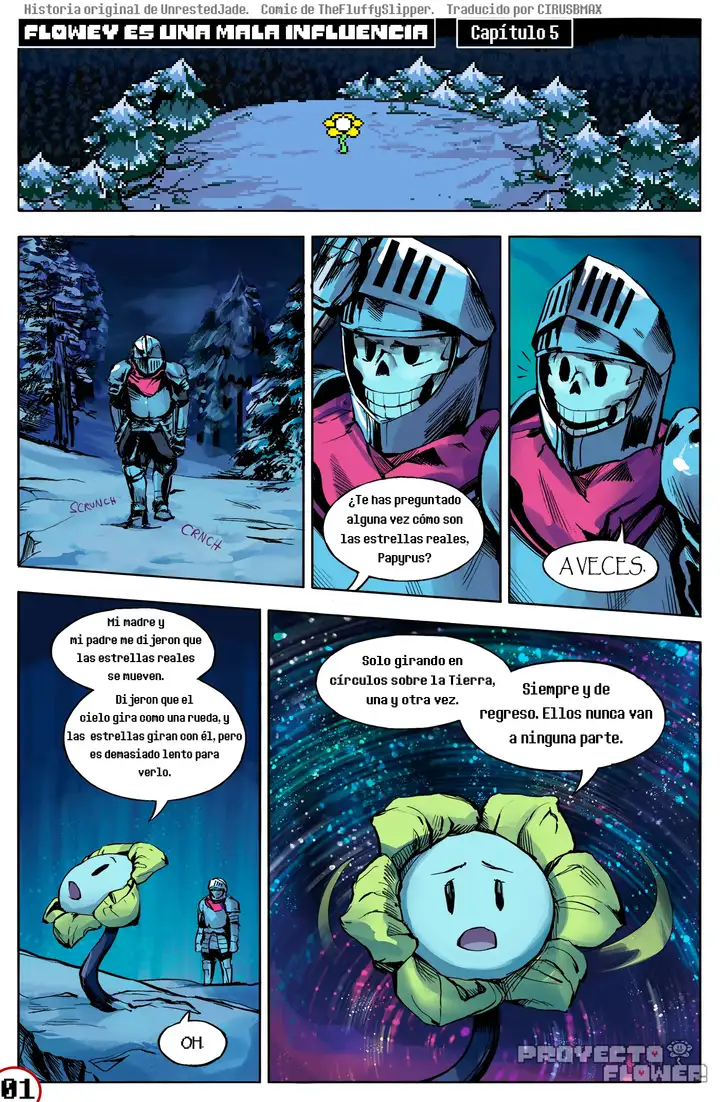 Historia original de UnrestedJade. Comic de TheFluffySlipper. Traducido por CIRUSBMAX
FLOWEY ES UNA MALA INFLUENCIA
Capítulo 5
SCRUNCH
CRNCH
¿Te has preguntado
alguna vez cómo son
las estrellas reales,
Papyrus?
A VECES.
Mi madre y
mi padre me dijeron que
las estrellas reales
se mueven.
Dijeron que el
cielo gira como una rueda, y
las estrellas giran con él, pero
es demasiado lento para
verlo.
OH.
Solo girando en
círculos sobre la Tierra,
una y otra vez.
Siempre y de
regreso. Ellos nunca van
a ninguna parte.
PROYECTO
FLOWER!
01